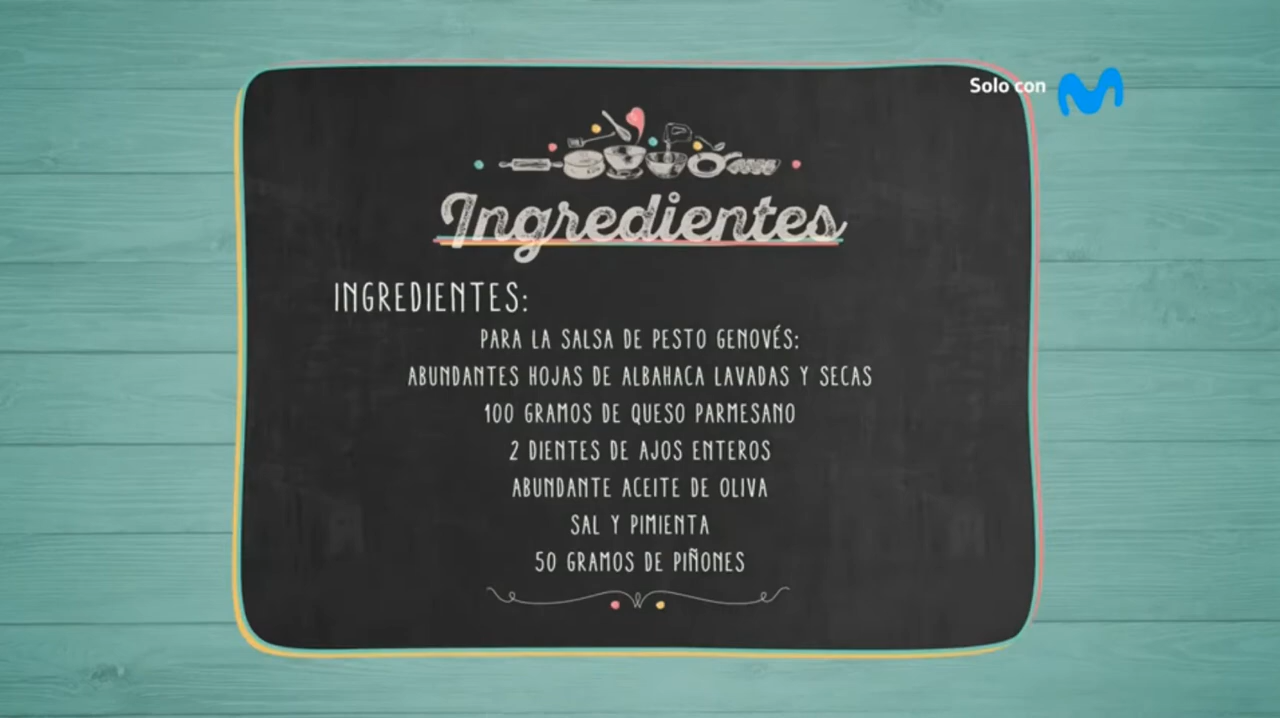 Solo con
Ingredientes
INGREDIENTES:
PARA LA SALSA DE PESTO GENOVÉS:
ABUNDANTES HOJAS DE ALBAHACA LAVADAS Y SECAS
100 GRAMOS DE QUESO PARMESANO
2 DIENTES DE AJOS ENTEROS
ABUNDANTE ACEITE DE OLIVA
SAL Y PIMIENTA
50 GRAMOS DE PIÑONES